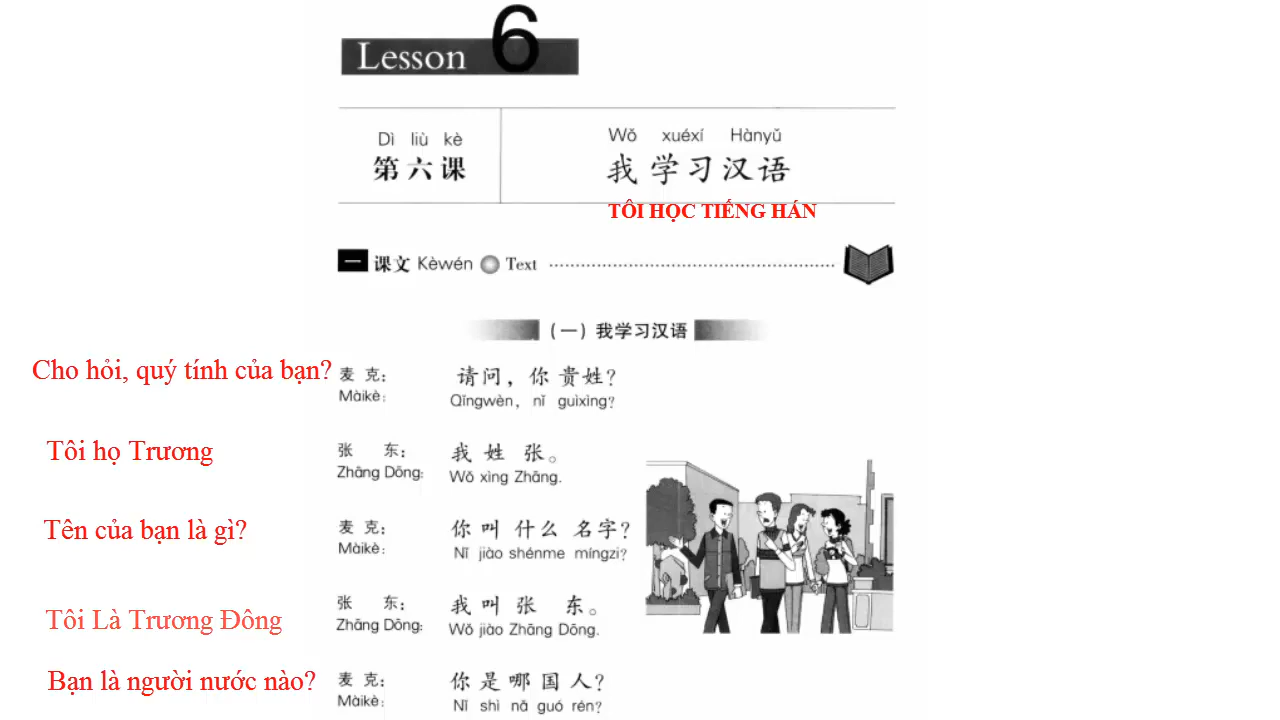 Lesson 6
Dì liù kè
第六课
Wǒ xuéxí Hànyǔ
我学习汉语
TÔI HỌC TIẾNG HÁN
一 课文 Kèwén Text
（一）我学习汉语
Cho hỏi, quý tính của bạn?
麦克： 请问，你贵姓？
Màikè: Qǐngwèn, nǐ guìxìng?
Tôi họ Trương
张东： 我姓张。
Zhāng Dōng: Wǒ xìng Zhāng.
Tên của bạn là gì?
麦克： 你叫什么名字？
Màikè: Nǐ jiào shénme míngzi?
Tôi Là Trương Đông
张东： 我叫张东。
Zhāng Dōng: Wǒ jiào Zhāng Dōng.
Bạn là người nước nào?
麦克： 你是哪国人？
Màikè: Nǐ shì nǎ guó rén?